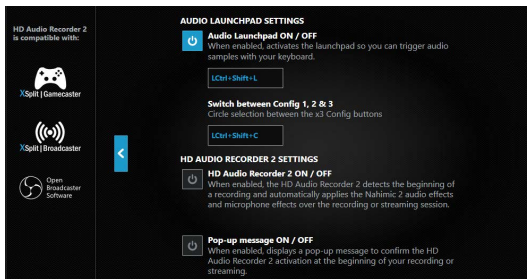 HD Audio Recorder 2
is compatible with:
XSplit | Gamecaster
XSplit | Broadcaster
Open
Broadcaster
Software
AUDIO LAUNCHPAD SETTINGS
Audio Launchpad ON / OFF
When enabled, activates the launchpad so you can trigger audio
samples with your keyboard.
LCtrl+Shift+L
Switch between Config 1, 2 & 3
Circle selection between the x3 Config buttons
LCtrl+Shift+C
HD AUDIO RECORDER 2 SETTINGS
HD Audio Recorder 2 ON / OFF
When enabled, the HD Audio Recorder 2 detects the beginning of
a recording and automatically applies the Nahimic 2 audio effects
and microphone effects over the recording or streaming session.
Pop-up message ON / OFF
When enabled, displays a pop-up message to confirm the HD
Audio Recorder 2 activation at the beginning of your recording or
streaming.